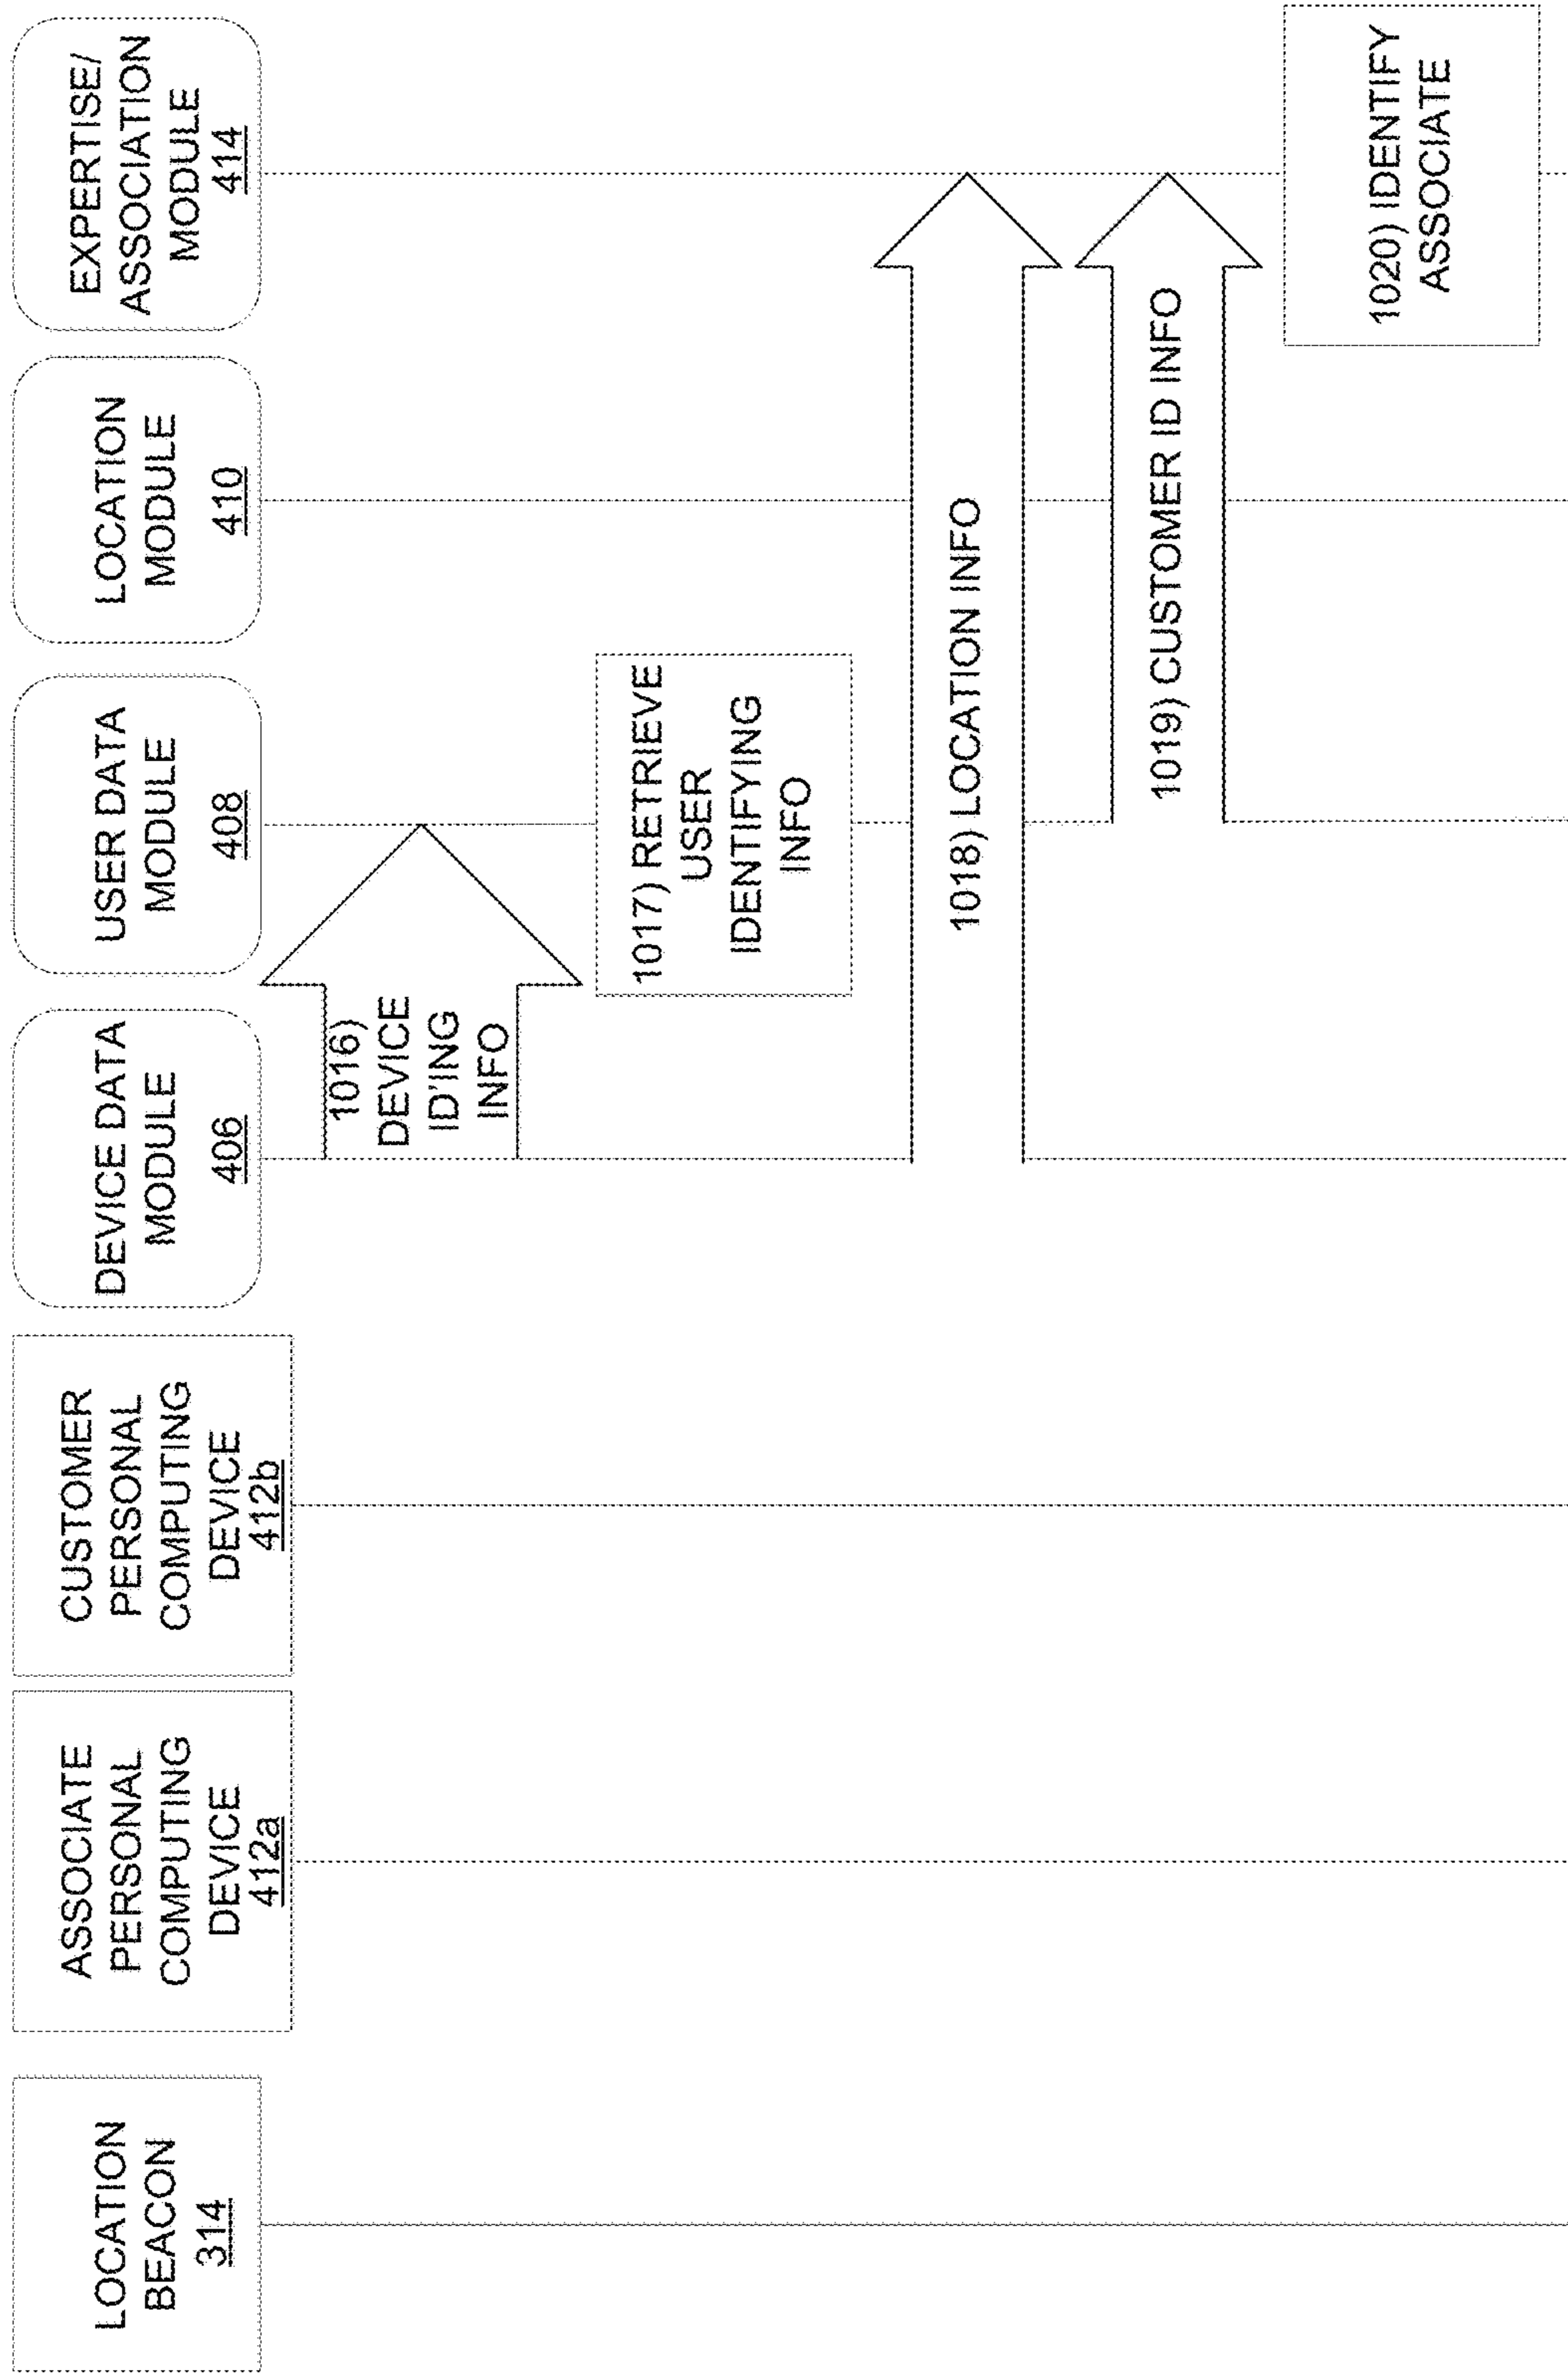 LOCATION
BEACON
314
ASSOCIATE
PERSONAL
COMPUTING
DEVICE
412a
CUSTOMER
PERSONAL
COMPUTING
DEVICE
412b
DEVICE DATA
MODULE
406
USER DATA
MODULE
408
LOCATION
MODULE
410
EXPERTISE/
ASSOCIATION
MODULE
414
1016)
DEVICE
ID'ING
INFO
1017) RETRIEVE
USER
IDENTIFYING
INFO
1018) LOCATION INFO
1019) CUSTOMER ID INFO
1020) IDENTIFY
ASSOCIATE